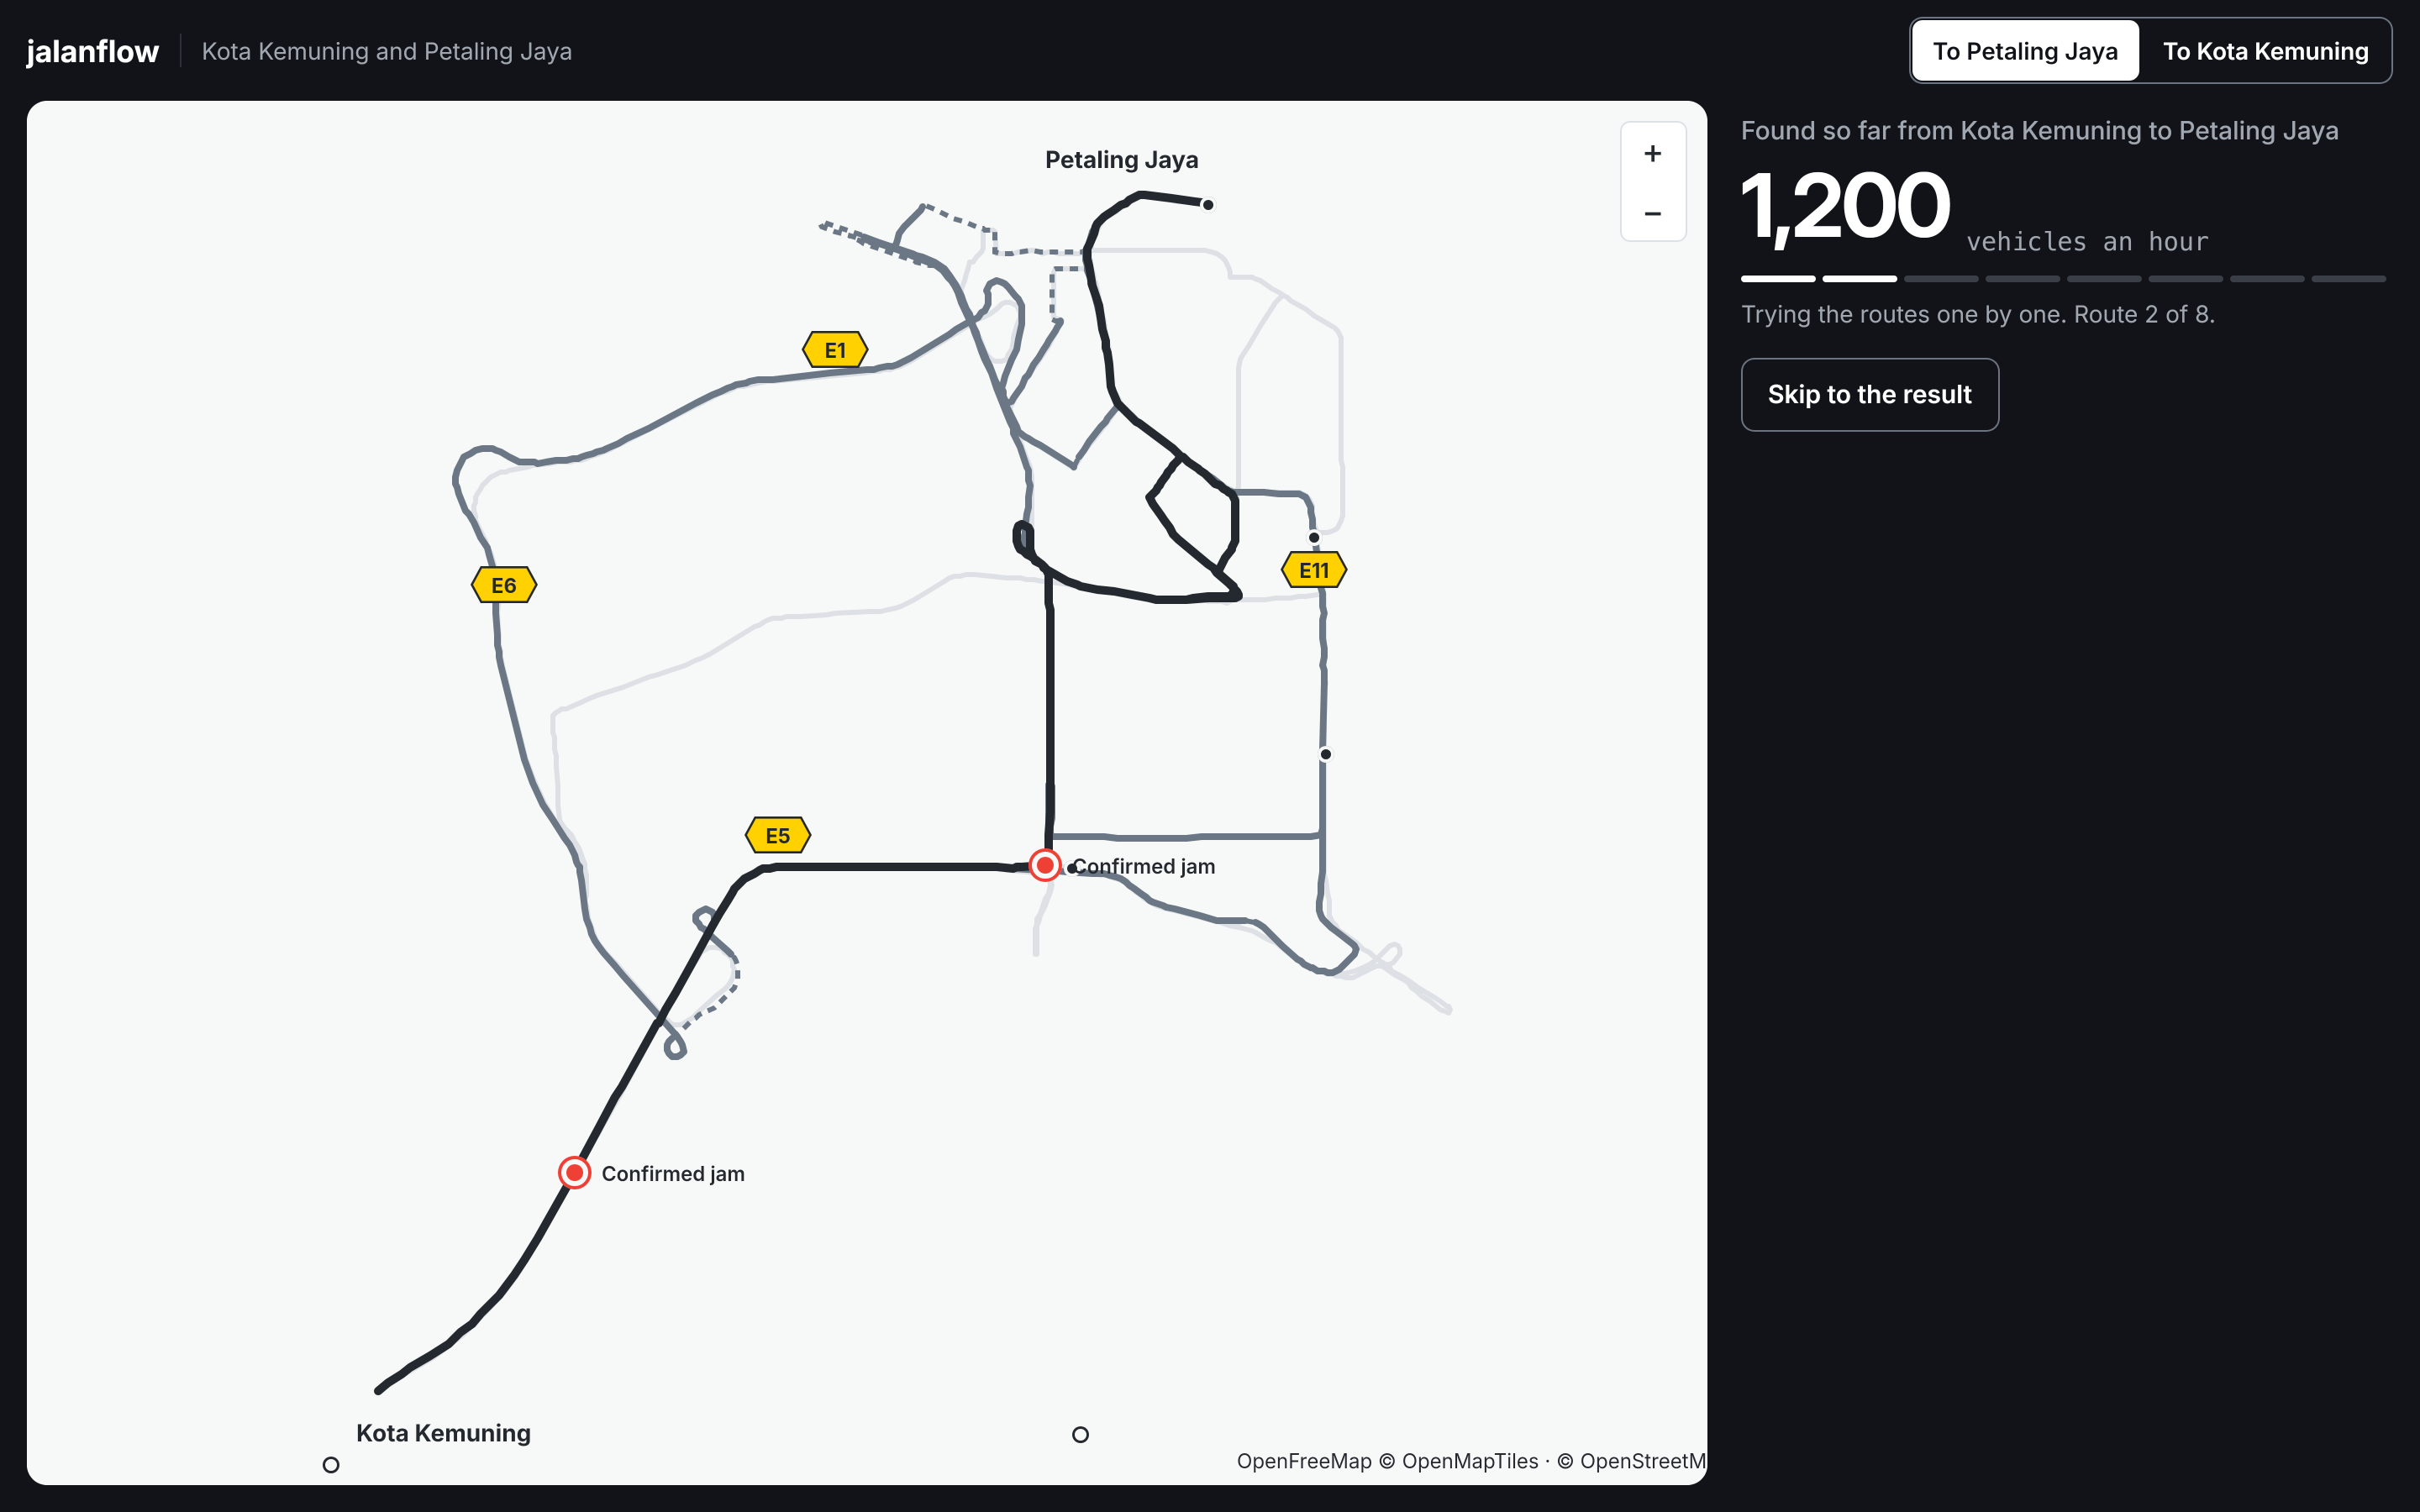 jalanflow
Kota Kemuning and Petaling Jaya
To Petaling Jaya
To Kota Kemuning
Found so far from Kota Kemuning to Petaling Jaya
1,200 vehicles an hour
Trying the routes one by one. Route 2 of 8.
Skip to the result
+
−
Petaling Jaya
E1
E11
E6
E5
Confirmed jam
Confirmed jam
Kota Kemuning
OpenFreeMap © OpenMapTiles · © OpenStreetM